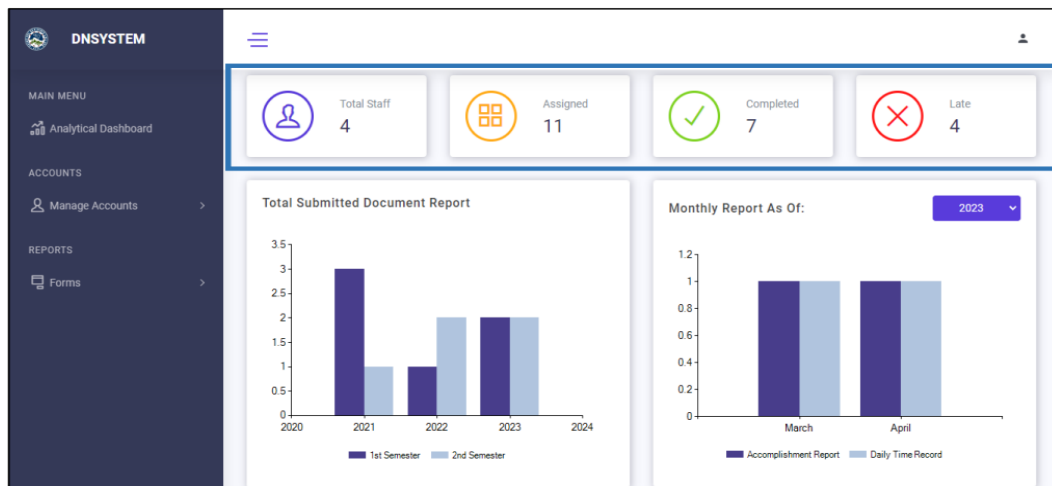 DNSYSTEM
MAIN MENU
Analytical Dashboard
ACCOUNTS
Manage Accounts
REPORTS
Forms
Total Staff
4
Assigned
11
Completed
7
Late
4
Total Submitted Document Report
3.5
3
2.5
2
1.5
1
0.5
0
2020 2021 2022 2023 2024
1st Semester 2nd Semester
Monthly Report As Of:
2023
1.2
1
0.8
0.6
0.4
0.2
0
March April
Accomplishment Report Daily Time Record